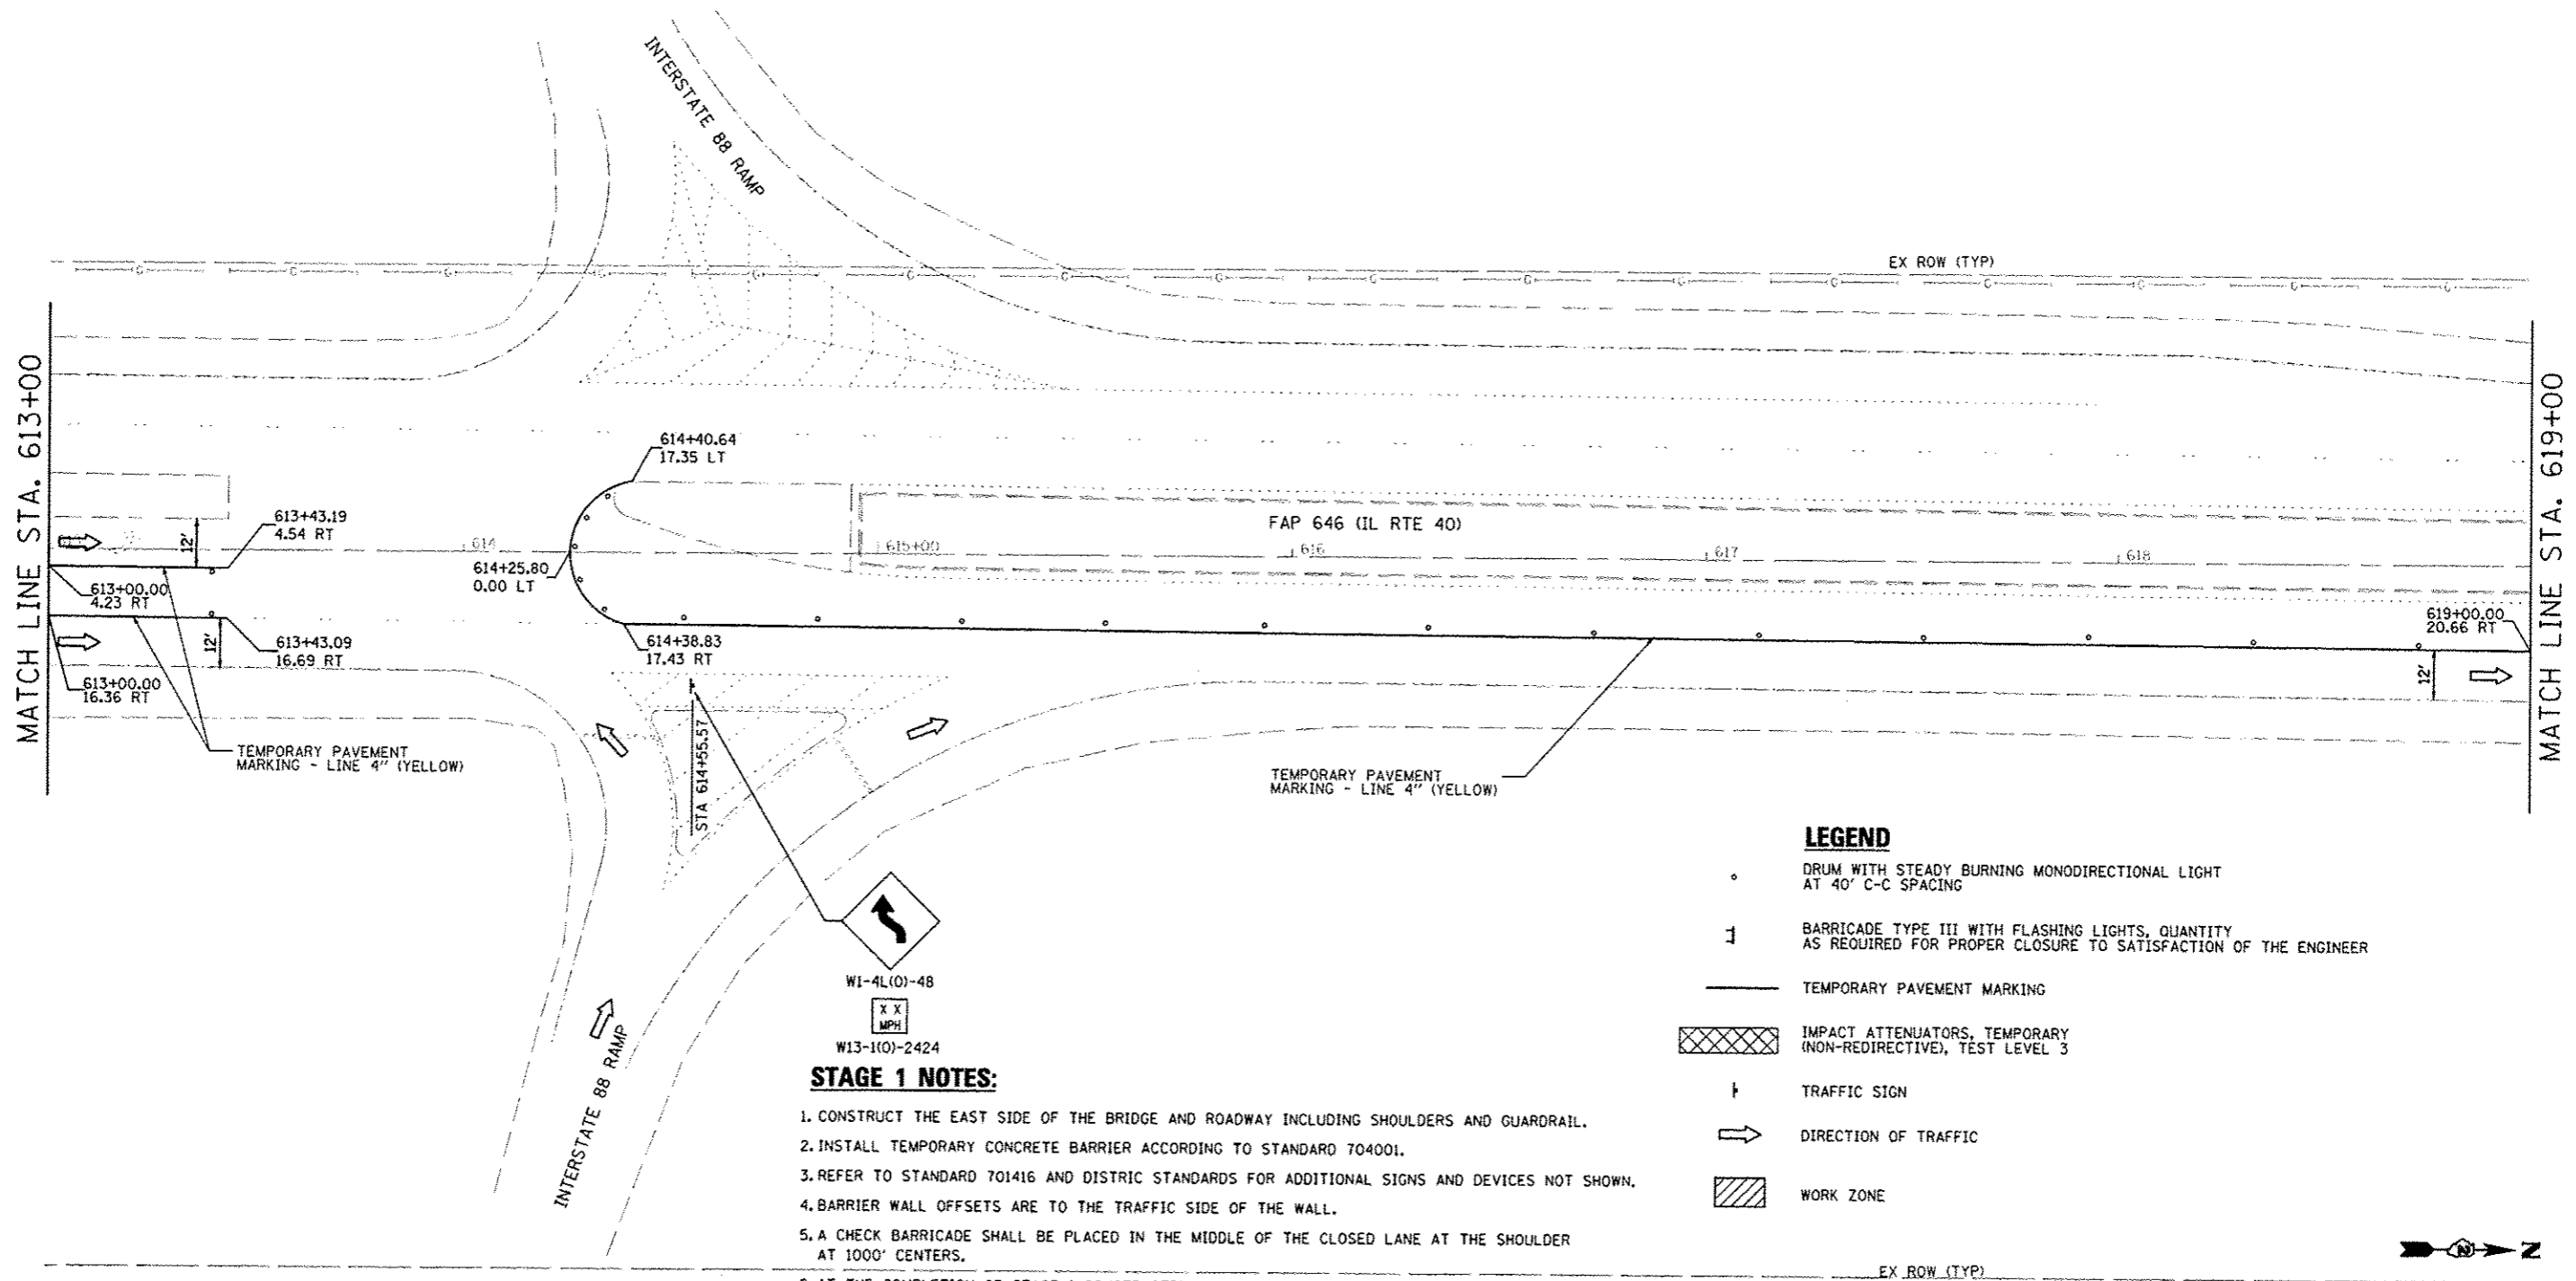 INTERSTATE 88 RAMP
EX ROW (TYP)
MATCH LINE STA. 613+00
MATCH LINE STA. 619+00
614+40.64
17.35 LT
613+43.19
4.54 RT
12'
614
614+25.80
0.00 LT
FAP 646 (IL RTE 40)
615+00
616
617
618
613+00.00
4.23 RT
613+43.09
16.69 RT
12'
613+00.00
16.36 RT
614+38.83
17.43 RT
619+00.00
20.66 RT
12'
TEMPORARY PAVEMENT
MARKING - LINE 4" (YELLOW)
STA 614+55.57
TEMPORARY PAVEMENT
MARKING - LINE 4" (YELLOW)
W1-4L(O)-48
X X
MPH
W13-1(O)-2424
INTERSTATE 88 RAMP
LEGEND
DRUM WITH STEADY BURNING MONODIRECTIONAL LIGHT
AT 40' C-C SPACING
BARRICADE TYPE III WITH FLASHING LIGHTS, QUANTITY
AS REQUIRED FOR PROPER CLOSURE TO SATISFACTION OF THE ENGINEER
TEMPORARY PAVEMENT MARKING
IMPACT ATTENUATORS, TEMPORARY
(NON-REDIRECTIVE), TEST LEVEL 3
TRAFFIC SIGN
DIRECTION OF TRAFFIC
WORK ZONE
STAGE 1 NOTES:
1. CONSTRUCT THE EAST SIDE OF THE BRIDGE AND ROADWAY INCLUDING SHOULDERS AND GUARDRAIL.
2. INSTALL TEMPORARY CONCRETE BARRIER ACCORDING TO STANDARD 704001.
3. REFER TO STANDARD 701416 AND DISTRIC STANDARDS FOR ADDITIONAL SIGNS AND DEVICES NOT SHOWN.
4. BARRIER WALL OFFSETS ARE TO THE TRAFFIC SIDE OF THE WALL.
5. A CHECK BARRICADE SHALL BE PLACED IN THE MIDDLE OF THE CLOSED LANE AT THE SHOULDER
AT 1000' CENTERS.
EX ROW (TYP)
N